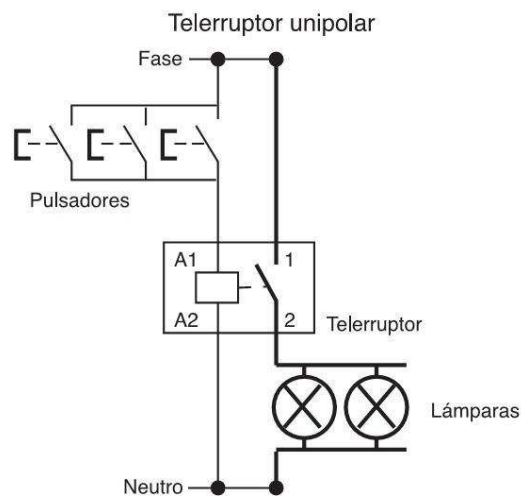 Telerruptor unipolar
Fase
Pulsadores
A1 1
A2 2
Telerruptor
Lámparas
Neutro